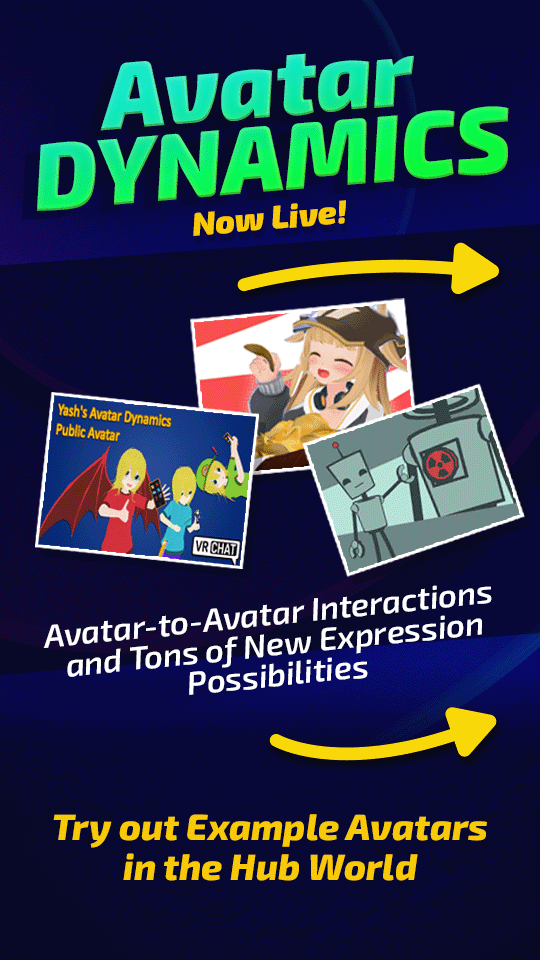 Avatar
DYNAMICS
Now Live!
Yash's Avatar Dynamics
Public Avatar
VRCHAT
Avatar-to-Avatar Interactions
and Tons of New Expression
Possibilities
Try out Example Avatars
in the Hub World